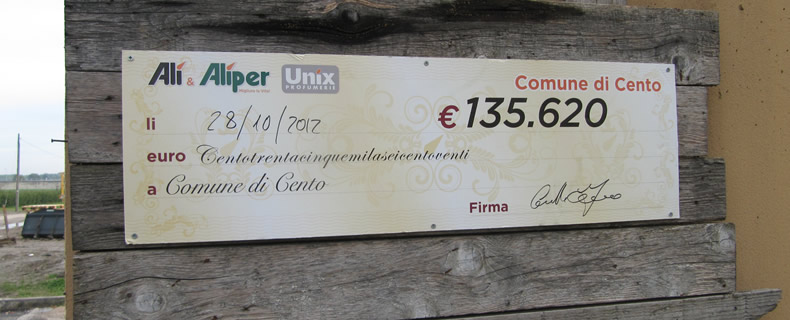 Alì & Aliper Unix Comune di Cento
PROFUMERIE
li 28/10/2012 € 135.620
euro Centotrentacinquemilaseicentoventi
a Comune di Cento
Firma